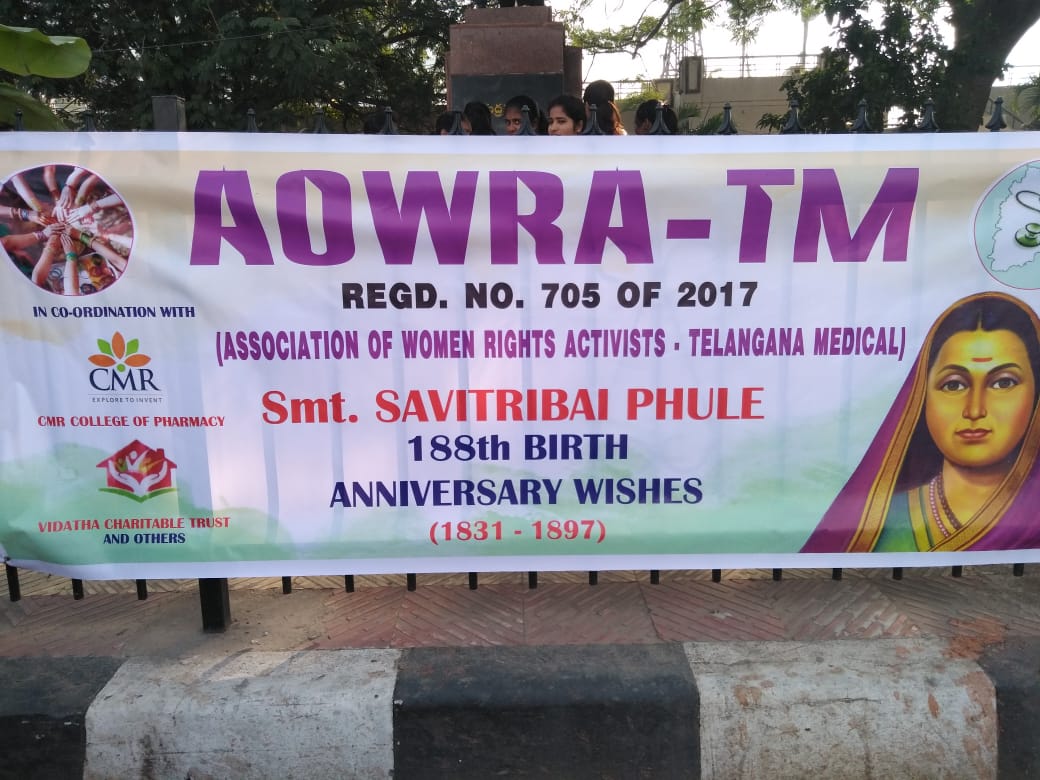 AOWRA-TM
REGD. NO. 705 OF 2017
(ASSOCIATION OF WOMEN RIGHTS ACTIVISTS - TELANGANA MEDICAL)
IN CO-ORDINATION WITH
CMR
EXPLORE TO INVENT
CMR COLLEGE OF PHARMACY
VIDATHA CHARITABLE TRUST
AND OTHERS
Smt. SAVITRIBAI PHULE
188th BIRTH
ANNIVERSARY WISHES
(1831 - 1897)